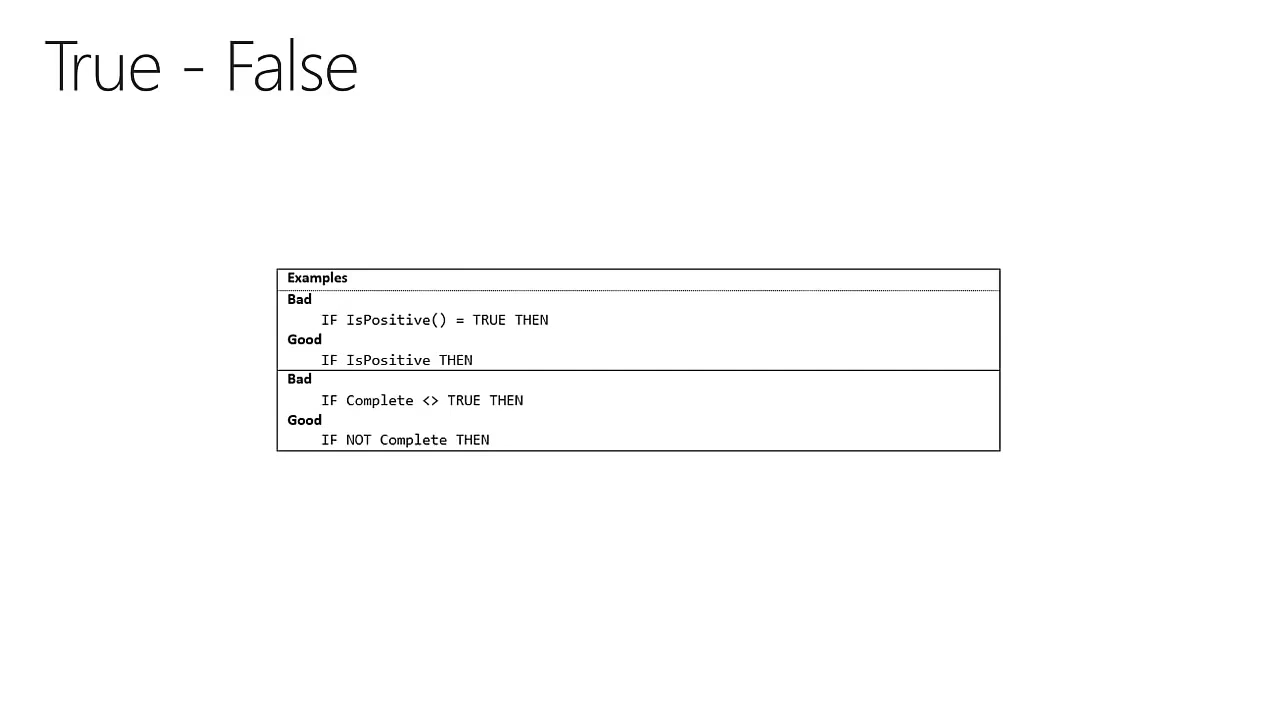 True - False
Examples
Bad
IF IsPositive() = TRUE THEN
Good
IF IsPositive THEN
Bad
IF Complete <> TRUE THEN
Good
IF NOT Complete THEN